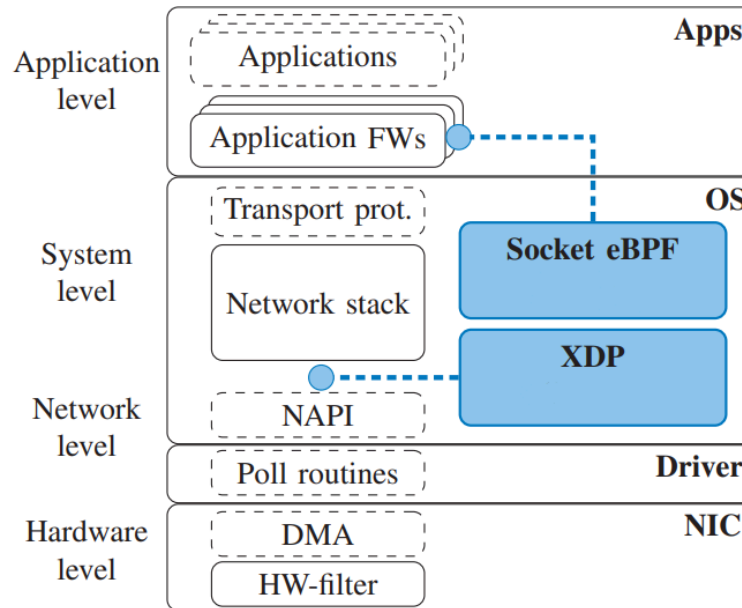 Apps
Application
level
Applications
Application FWs
OS
Transport prot.
System
level
Socket eBPF
Network stack
XDP
Network
level
NAPI
Poll routines
Driver
Hardware
level
DMA
NIC
HW-filter